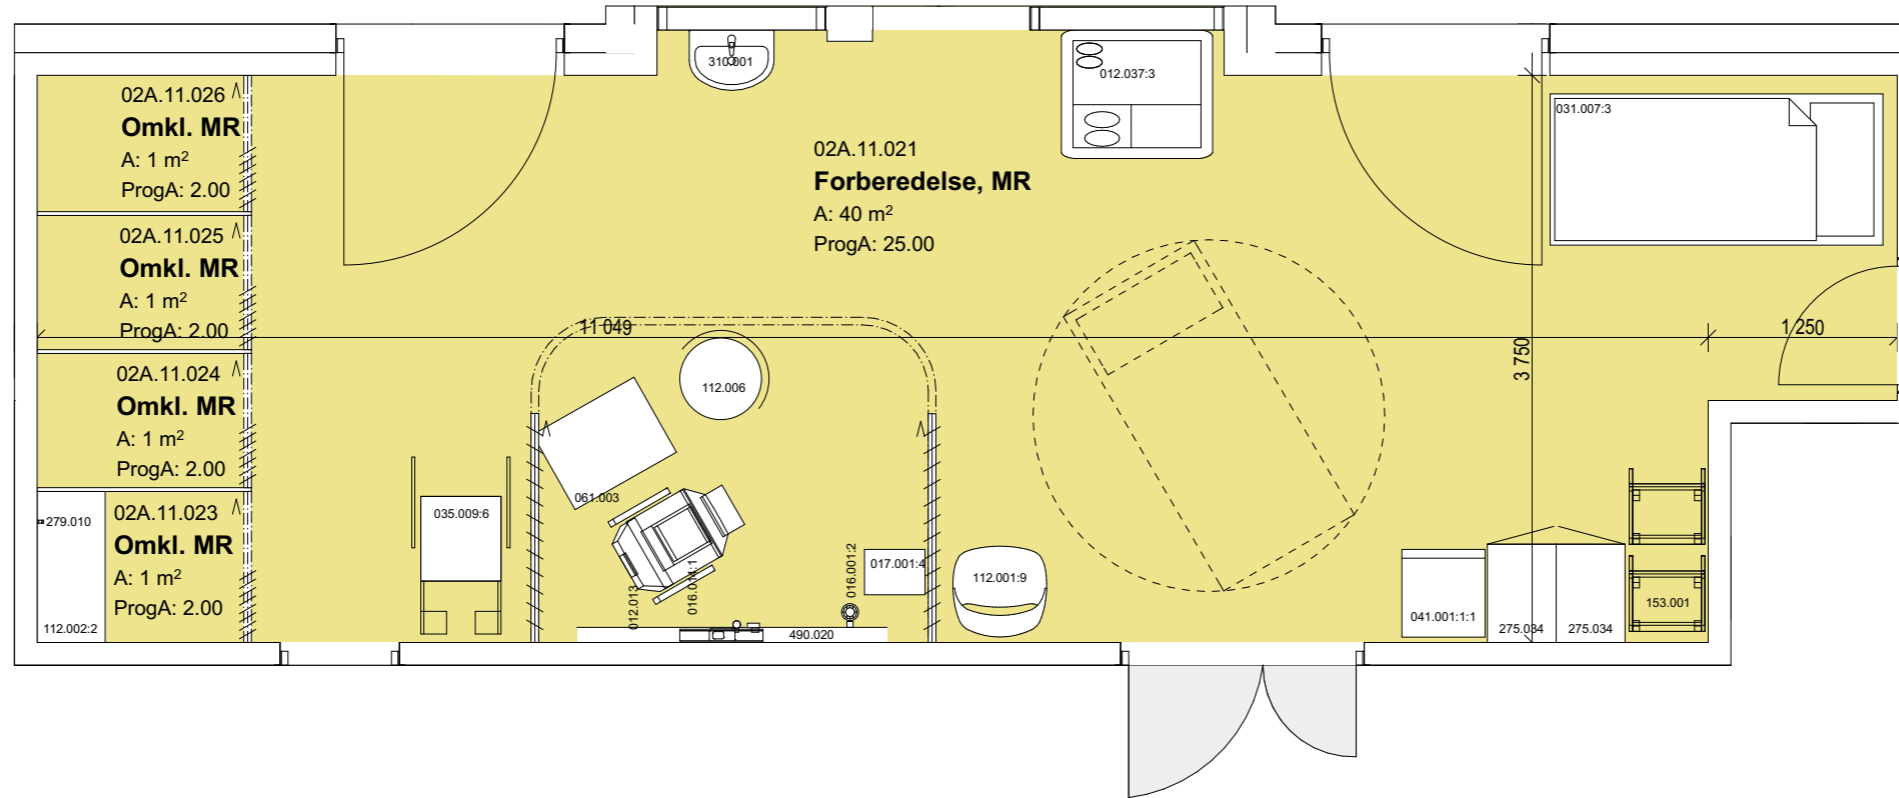 02A.11.026
Omkl. MR
A: 1 m²
ProgA: 2.00
02A.11.025
Omkl. MR
A: 1 m²
ProgA: 2.00
02A.11.024
Omkl. MR
A: 1 m²
ProgA: 2.00
279.010
02A.11.023
Omkl. MR
A: 1 m²
ProgA: 2.00
112.002:2
310.001
012.037:3
02A.11.021
Forberedelse, MR
A: 40 m²
ProgA: 25.00
031.007:3
11 049
1 250
3 750
112.006
061.003
035.009:6
012.013
016.014:1
016.001:2
017.001:4
490.020
112.001:9
041.001:1:1
275.034
275.034
153.001